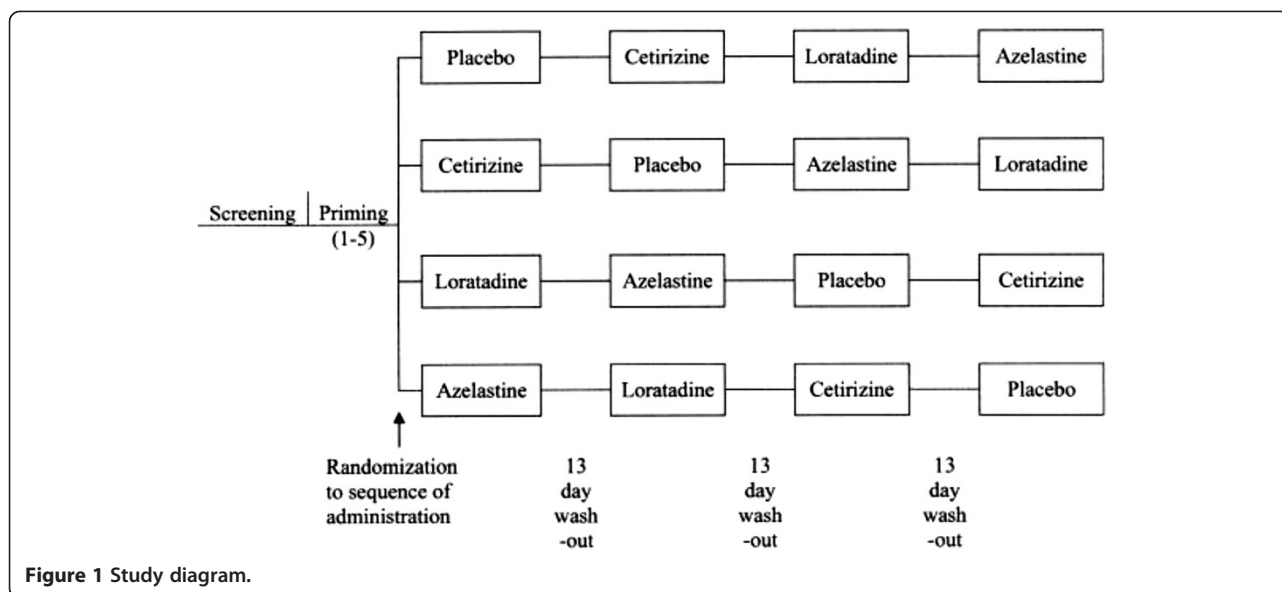 Placebo Cetirizine Loratadine Azelastine
Cetirizine Placebo Azelastine Loratadine
Screening Priming
(1-5)
Loratadine Azelastine Placebo Cetirizine
Azelastine Loratadine Cetirizine Placebo
Randomization
to sequence of
administration
13
day
wash
-out
13
day
wash
-out
13
day
wash
-out
Figure 1 Study diagram.